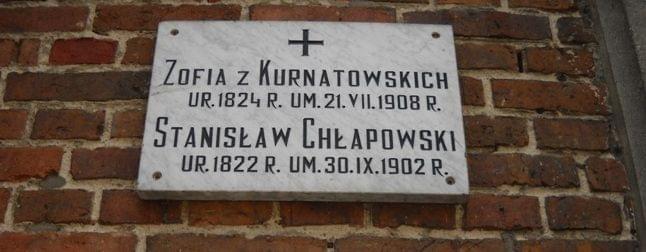 Zofia z Kurnatowskich
ur. 1824 r. um. 21. VII. 1908 r.
Stanisław Chłapowski
ur. 1822 r. um. 30. IX. 1902 r.